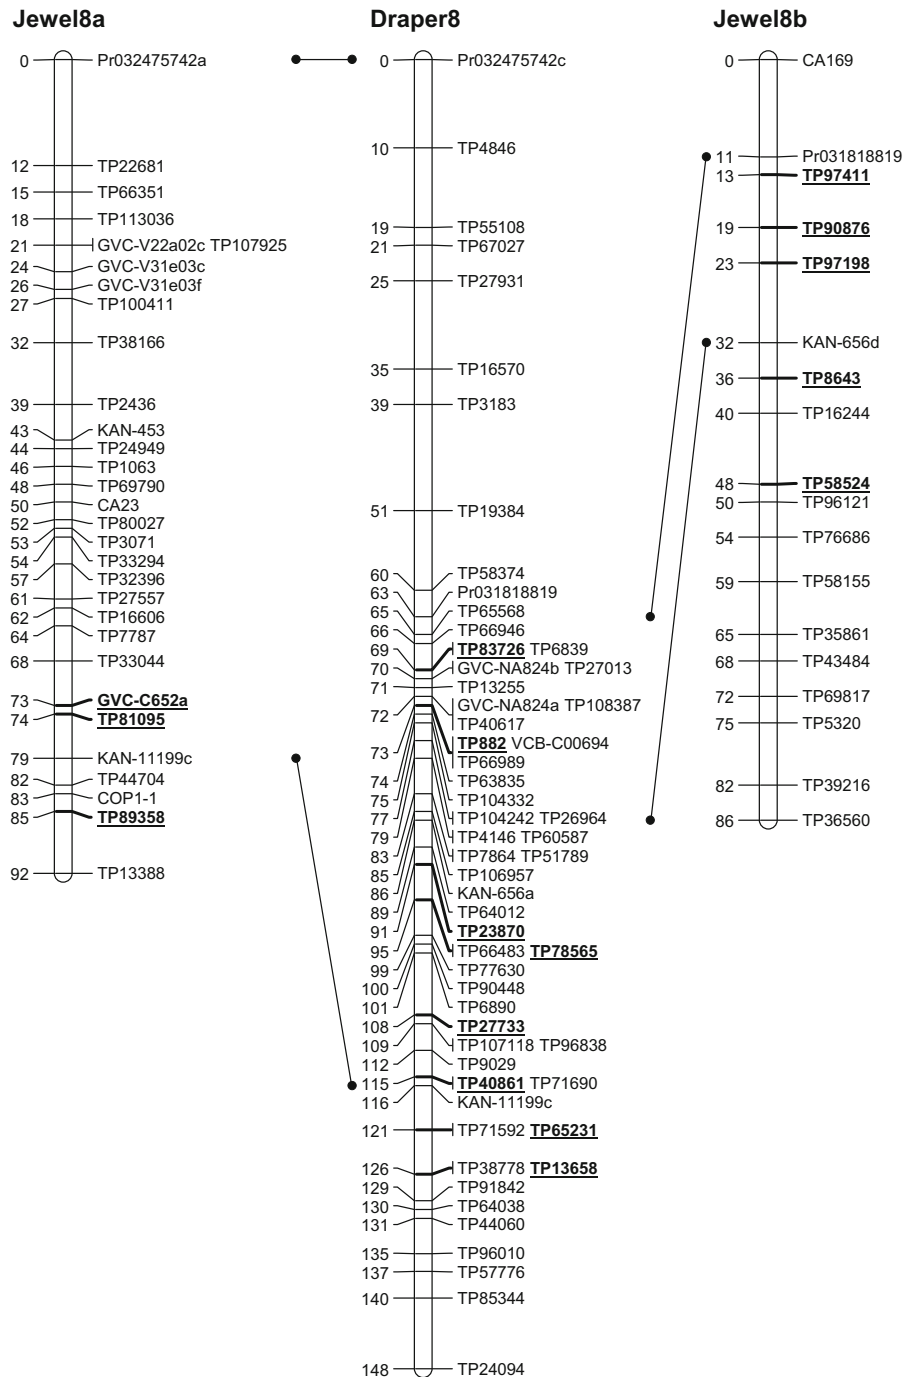 Jewel8a
0 Pr032475742a
12 TP22681
15 TP66351
18 TP113036
21 GVC-V22a02c TP107925
24 GVC-V31e03c
26 GVC-V31e03f
27 TP100411
32 TP38166
39 TP2436
43 KAN-453
44 TP24949
46 TP1063
48 TP69790
50 CA23
52 TP80027
53 TP3071
54 TP33294
57 TP32396
61 TP27557
62 TP16606
64 TP7787
68 TP33044
73 GVC-C652a
74 TP81095
79 KAN-11199c
82 TP44704
83 COP1-1
85 TP89358
92 TP13388
Draper8
0 Pr032475742c
10 TP4846
19 TP55108
21 TP67027
25 TP27931
35 TP16570
39 TP3183
51 TP19384
60 TP58374
63 Pr031818819
65 TP65568
66 TP66946
69 TP83726 TP6839
70 GVC-NA824b TP27013
71 TP13255
72 GVC-NA824a TP108387
TP40617
73 TP882 VCB-C00694
TP66989
74 TP63835
75 TP104332
77 TP104242 TP26964
79 TP4146 TP60587
83 TP7864 TP51789
85 TP106957
86 KAN-656a
89 TP64012
91 TP23870
95 TP66483 TP78565
99 TP77630
100 TP90448
101 TP6890
108 TP27733
109 TP107118 TP96838
112 TP9029
115 TP40861 TP71690
116 KAN-11199c
121 TP71592 TP65231
126 TP38778 TP13658
129 TP91842
130 TP64038
131 TP44060
135 TP96010
137 TP57776
140 TP85344
148 TP24094
Jewel8b
0 CA169
11 Pr031818819
13 TP97411
19 TP90876
23 TP97198
32 KAN-656d
36 TP8643
40 TP16244
48 TP58524
50 TP96121
54 TP76686
59 TP58155
65 TP35861
68 TP43484
72 TP69817
75 TP5320
82 TP39216
86 TP36560